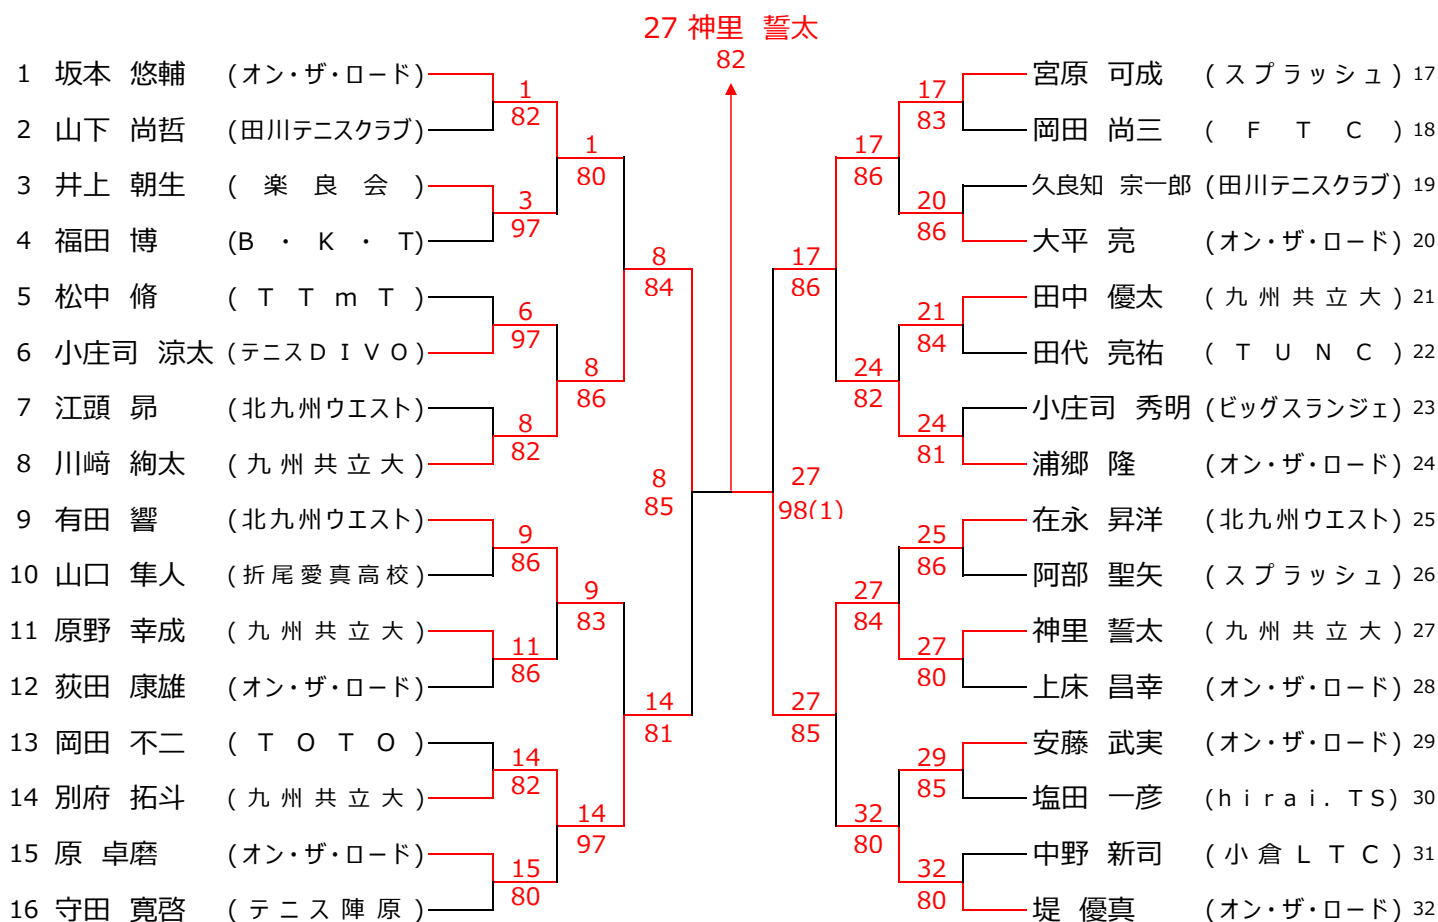 27 神里 誓太
82
1 坂本 悠輔 (オン・ザ・ロード)
2 山下 尚哲 (田川テニスクラブ)
3 井上 朝生 (楽良会)
4 福田 博 (B・K・T)
5 松中 脩 (TTmT)
6 小庄司 涼太 (テニスDIVO)
7 江頭 昴 (北九州ウエスト)
8 川﨑 絢太 (九州共立大)
9 有田 響 (北九州ウエスト)
10 山口 隼人 (折尾愛真高校)
11 原野 幸成 (九州共立大)
12 荻田 康雄 (オン・ザ・ロード)
13 岡田 不二 (TOTO)
14 別府 拓斗 (九州共立大)
15 原 卓磨 (オン・ザ・ロード)
16 守田 寛啓 (テニス陣原)
1
82
3
97
6
97
8
82
9
86
11
86
14
82
15
80
1
80
8
86
9
83
14
97
8
84
14
81
8
85
27
98(1)
17
86
27
85
17
86
24
82
27
84
32
80
17
83
20
86
21
84
24
81
25
86
27
80
29
85
32
80
宮原 可成 (スプラッシュ) 17
岡田 尚三 (FTC) 18
久良知 宗一郎 (田川テニスクラブ) 19
大平 亮 (オン・ザ・ロード) 20
田中 優太 (九州共立大) 21
田代 亮祐 (TUNC) 22
小庄司 秀明 (ビッグスランジェ) 23
浦郷 隆 (オン・ザ・ロード) 24
在永 昇洋 (北九州ウエスト) 25
阿部 聖矢 (スプラッシュ) 26
神里 誓太 (九州共立大) 27
上床 昌幸 (オン・ザ・ロード) 28
安藤 武実 (オン・ザ・ロード) 29
塩田 一彦 (hirai.TS) 30
中野 新司 (小倉LTC) 31
堤 優真 (オン・ザ・ロード) 32